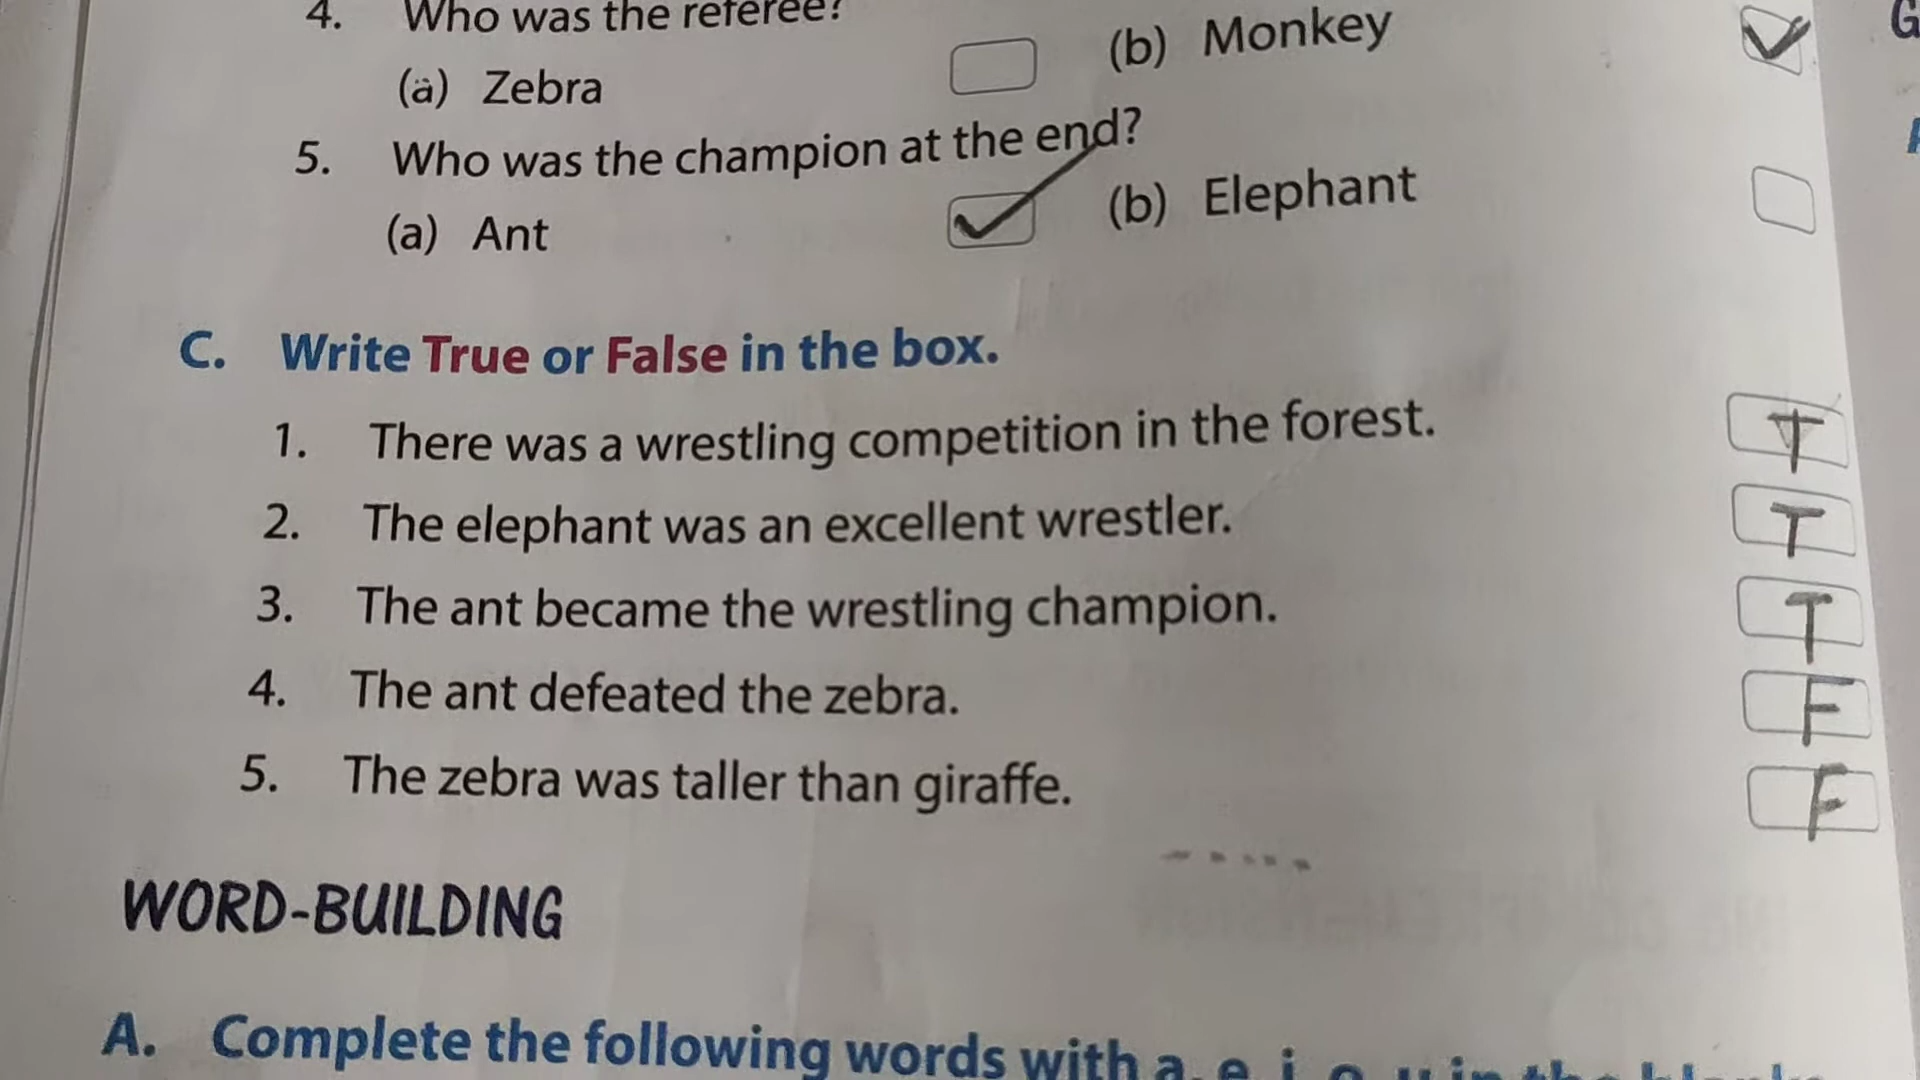 4. Who was the referee?
(a) Zebra (b) Monkey ✓
5. Who was the champion at the end?
(a) Ant ✓ (b) Elephant
C. Write True or False in the box.
1. There was a wrestling competition in the forest. T
2. The elephant was an excellent wrestler. T
3. The ant became the wrestling champion. T
4. The ant defeated the zebra. F
5. The zebra was taller than giraffe. F
WORD-BUILDING
A. Complete the following words with a, e, i, o, u in the blanks